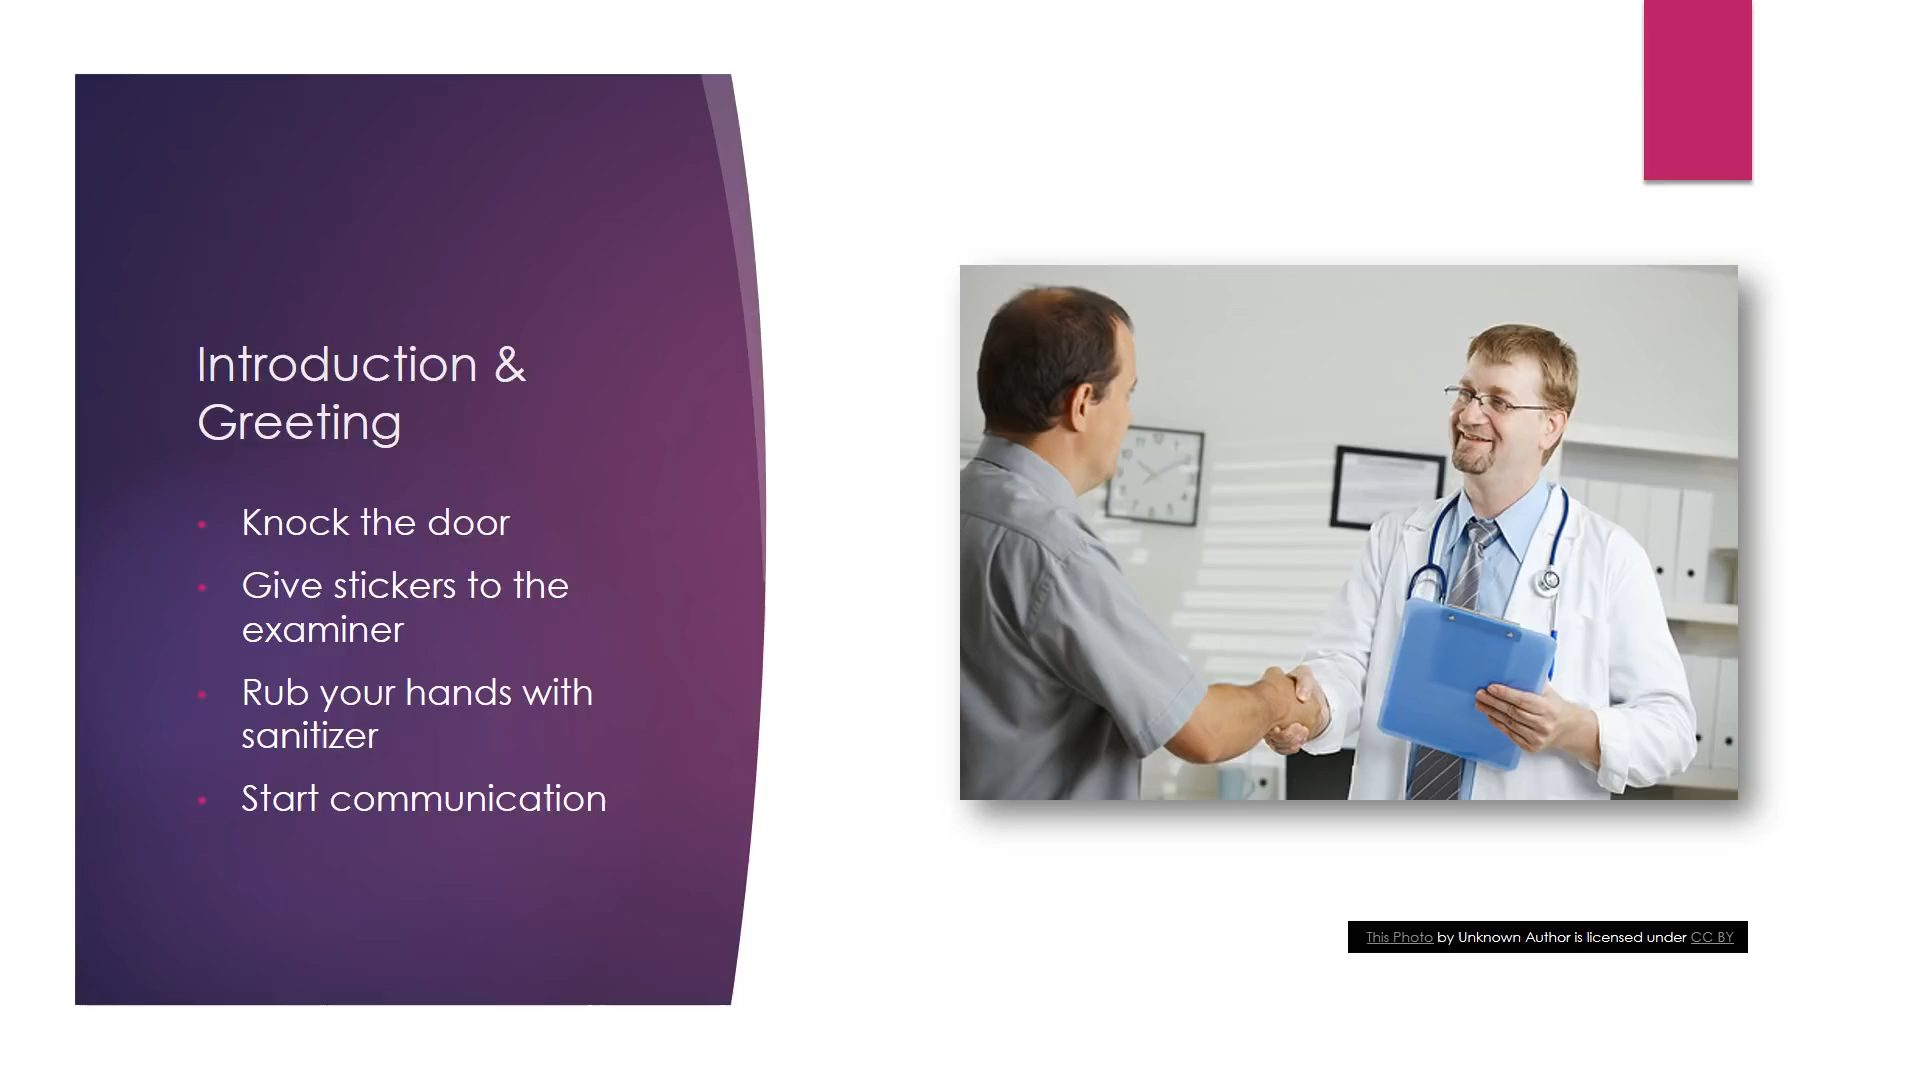 Introduction &
Greeting
Knock the door
Give stickers to the
examiner
Rub your hands with
sanitizer
Start communication
This Photo by Unknown Author is licensed under CC BY